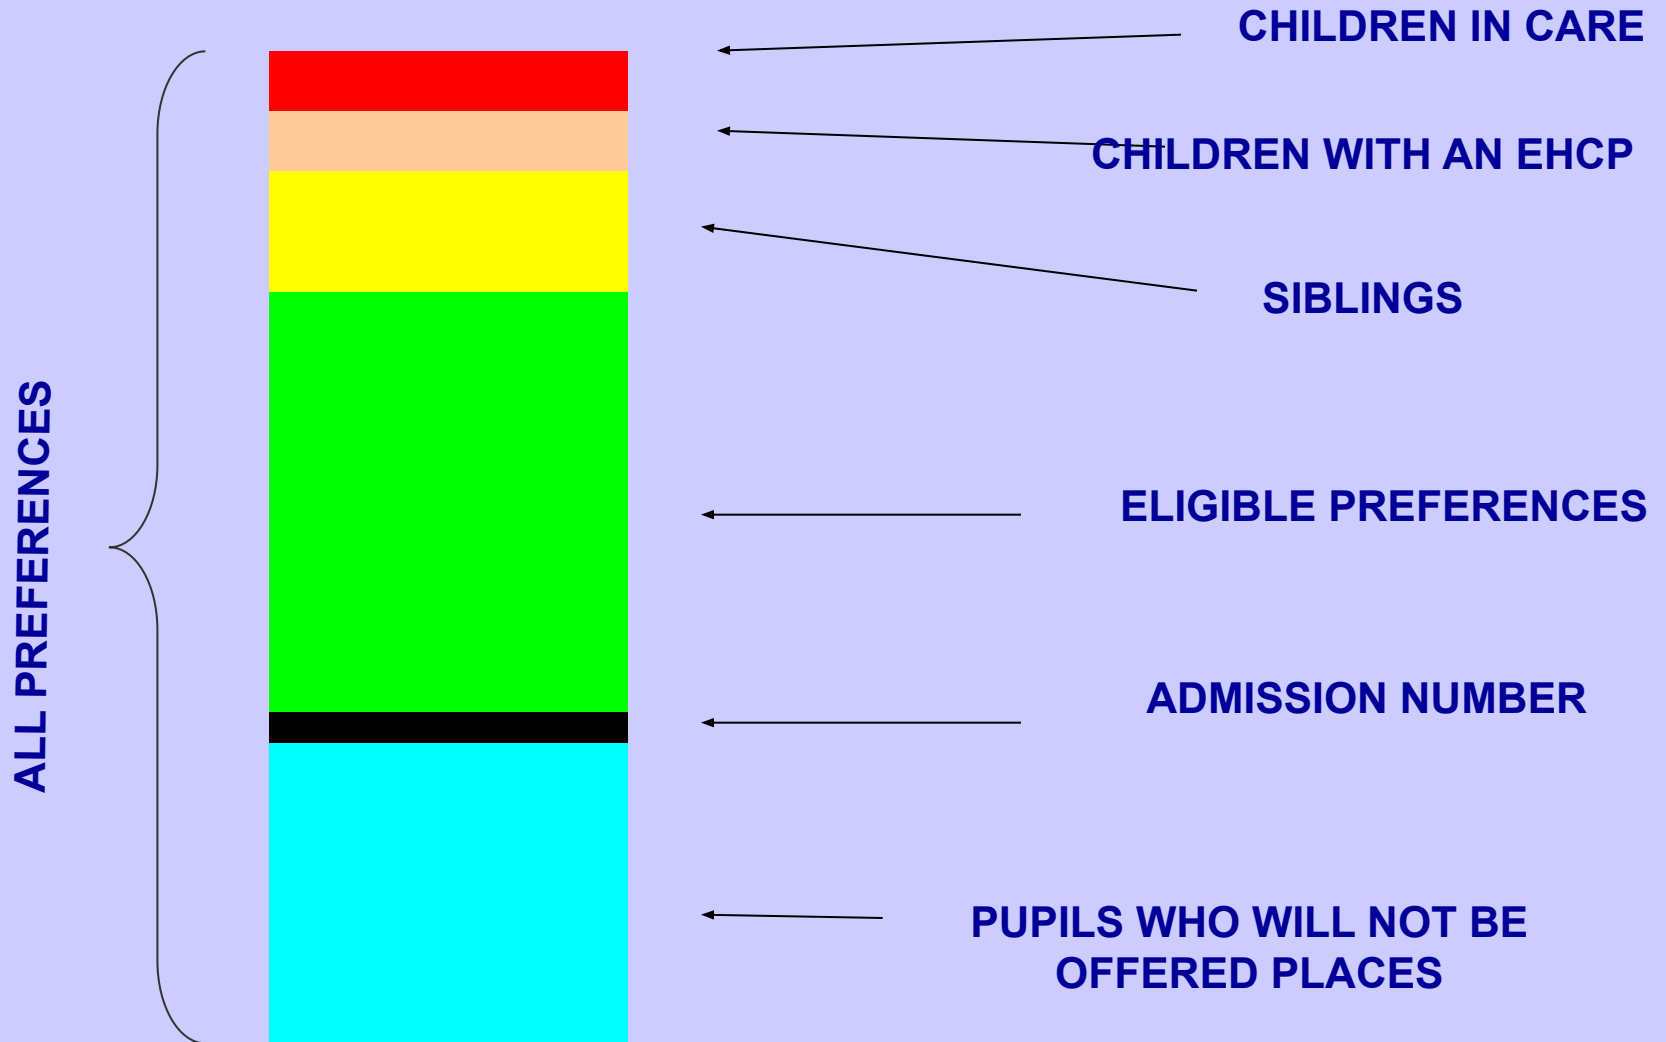 CHILDREN IN CARE
CHILDREN WITH AN EHCP
SIBLINGS
ALL PREFERENCES
ELIGIBLE PREFERENCES
ADMISSION NUMBER
PUPILS WHO WILL NOT BE
OFFERED PLACES